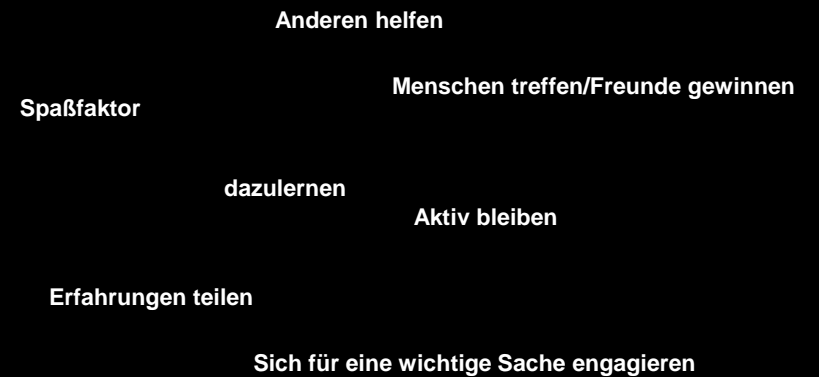 Anderen helfen
Menschen treffen/Freunde gewinnen
Spaßfaktor
dazulernen
Aktiv bleiben
Erfahrungen teilen
Sich für eine wichtige Sache engagieren